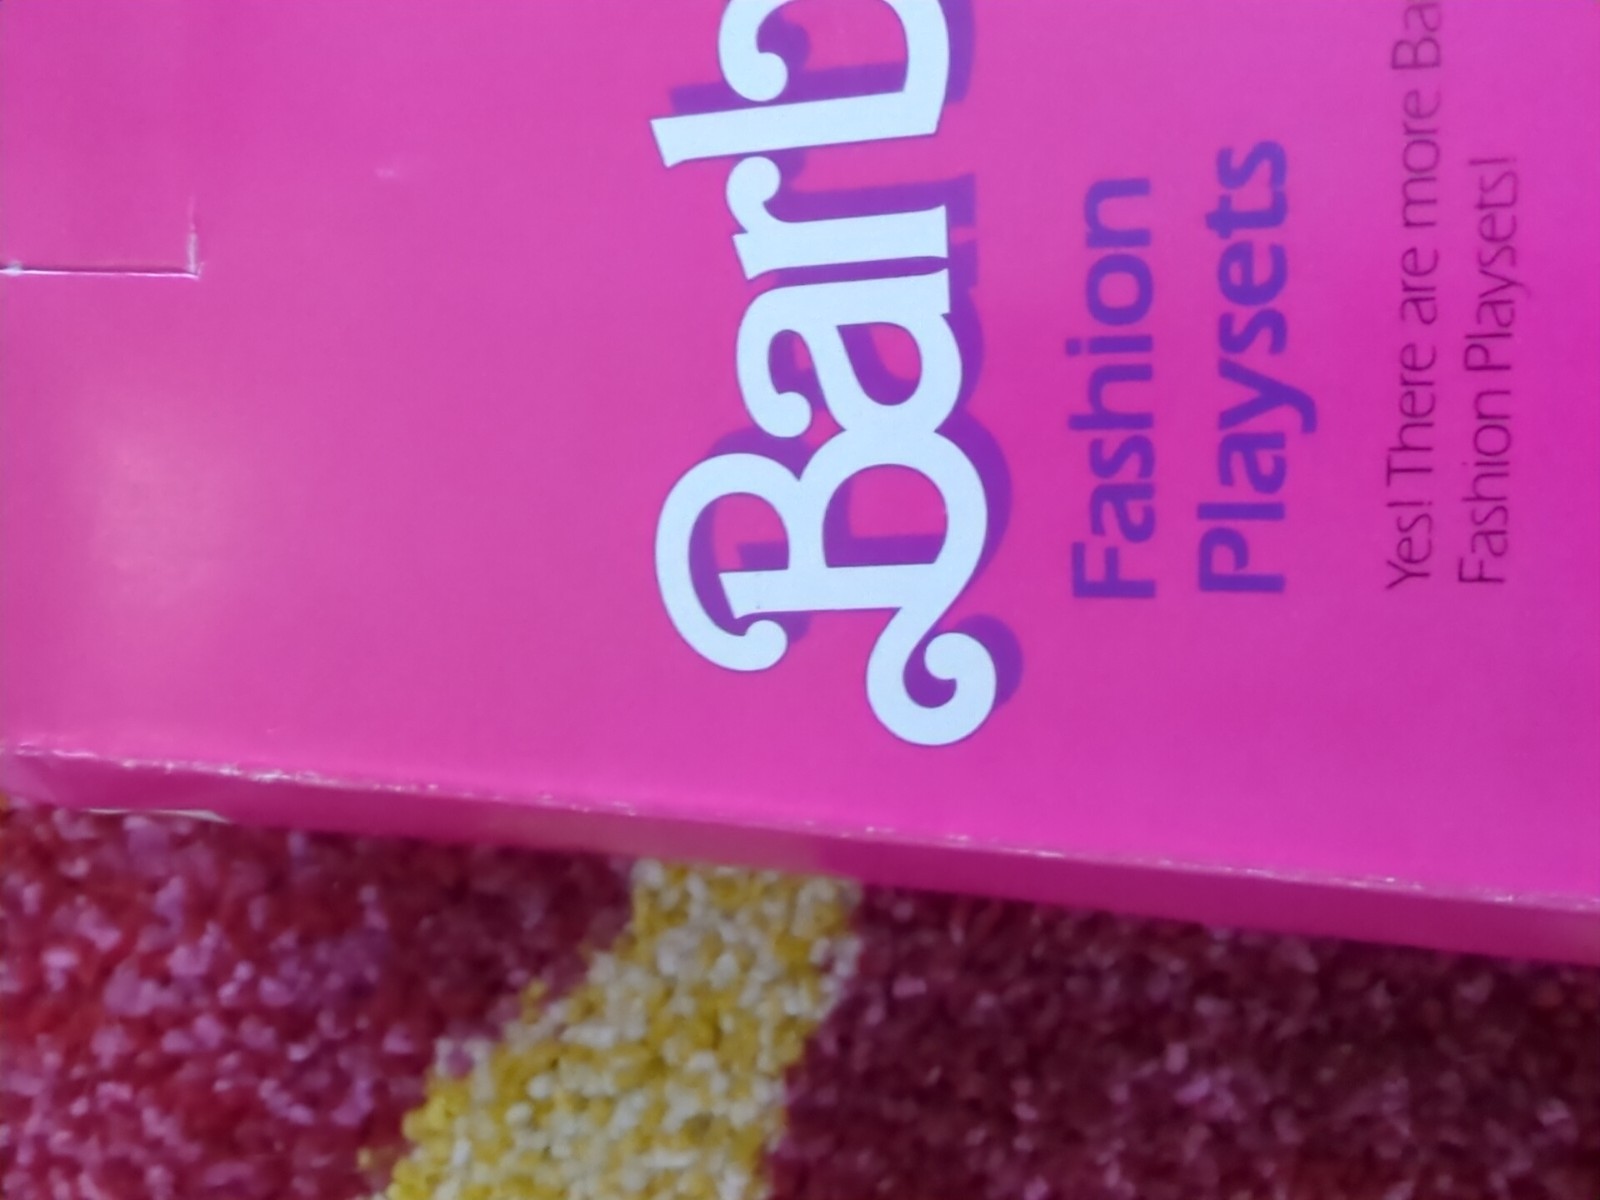 Barb
Fashion
Playsets
Yes! There are more Ba
Fashion Playsets!